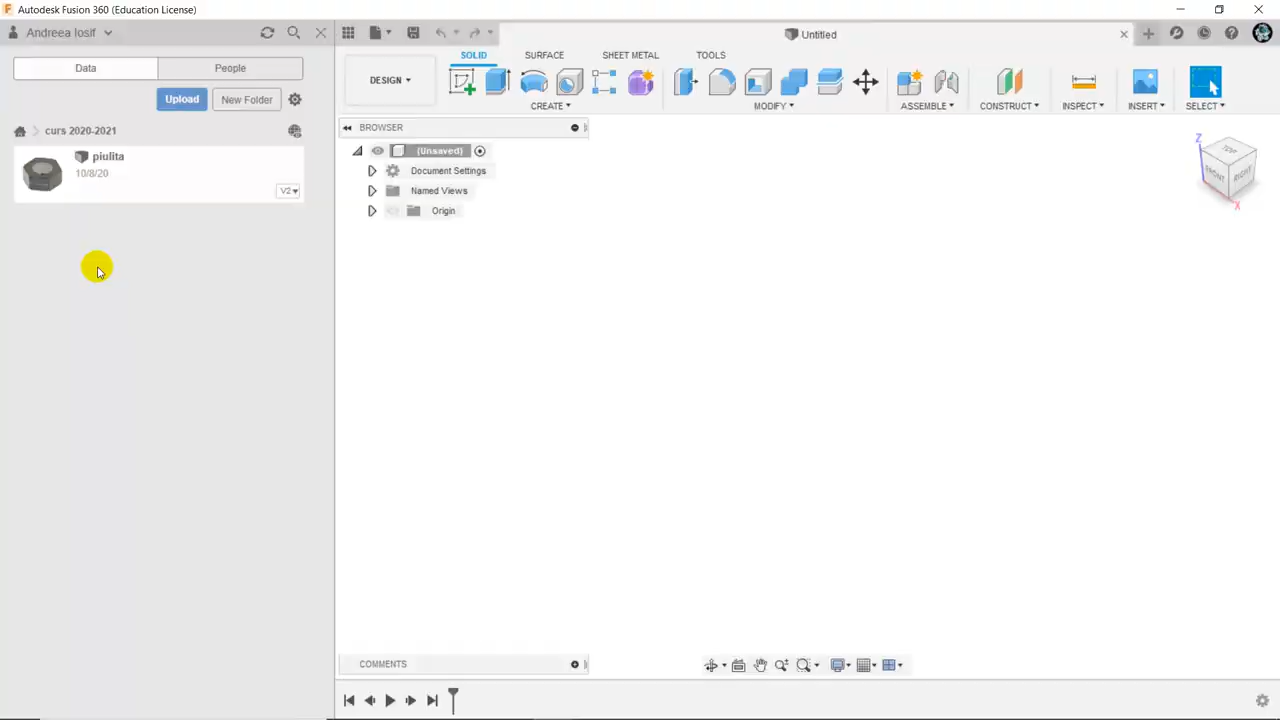 Autodesk Fusion 360 (Education License)
Andreea Iosif
Untitled
Data
People
SOLID
SURFACE
SHEET METAL
TOOLS
DESIGN
Upload
New Folder
CREATE
MODIFY
ASSEMBLE
CONSTRUCT
INSPECT
INSERT
SELECT
curs 2020-2021
BROWSER
piulita
10/8/20
V2
(Unsaved)
Document Settings
Named Views
Origin
Z
TOP
FRONT
RIGHT
X
COMMENTS